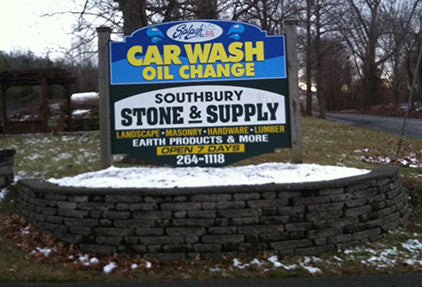 Splash
CAR WASH
OIL CHANGE
SOUTHBURY
STONE & SUPPLY
LANDSCAPE • MASONRY • HARDWARE • LUMBER
EARTH PRODUCTS & MORE
OPEN 7 DAYS
264-1118